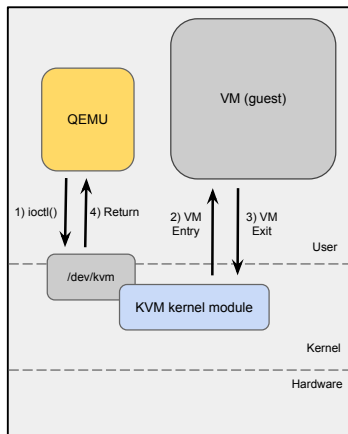 VM (guest)
QEMU
1) ioctl()
4) Return
2) VM
Entry
3) VM
Exit
User
/dev/kvm
KVM kernel module
Kernel
Hardware